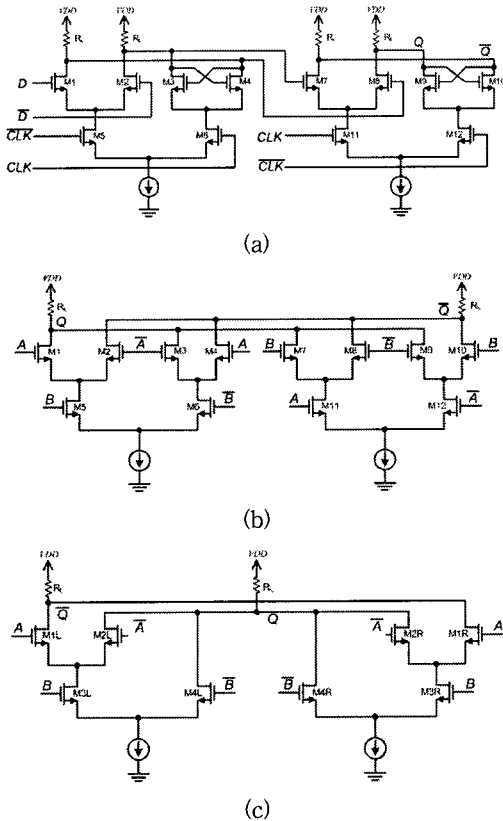 VDD VDD VDD VDD
RL RL RL RL
Q Q̅
D M1 M2 M3 M4 M7 M8 M9 M10
D̅
C̅L̅K̅ M5 M6 CLK M11 M12
CLK C̅L̅K̅
(a)
VDD VDD
RL RL
Q Q̅
A M1 M2 A̅ M3 M4 A B M7 M8 B̅ M9 M10 B
B M5 M6 B̅ A M11 M12 A̅
(b)
VDD VDD
RL RL
Q̅ Q
A M1L M2L A̅ A̅ M2R M1R A
B M3L M4L B̅ B̅ M4R M3R B
(c)